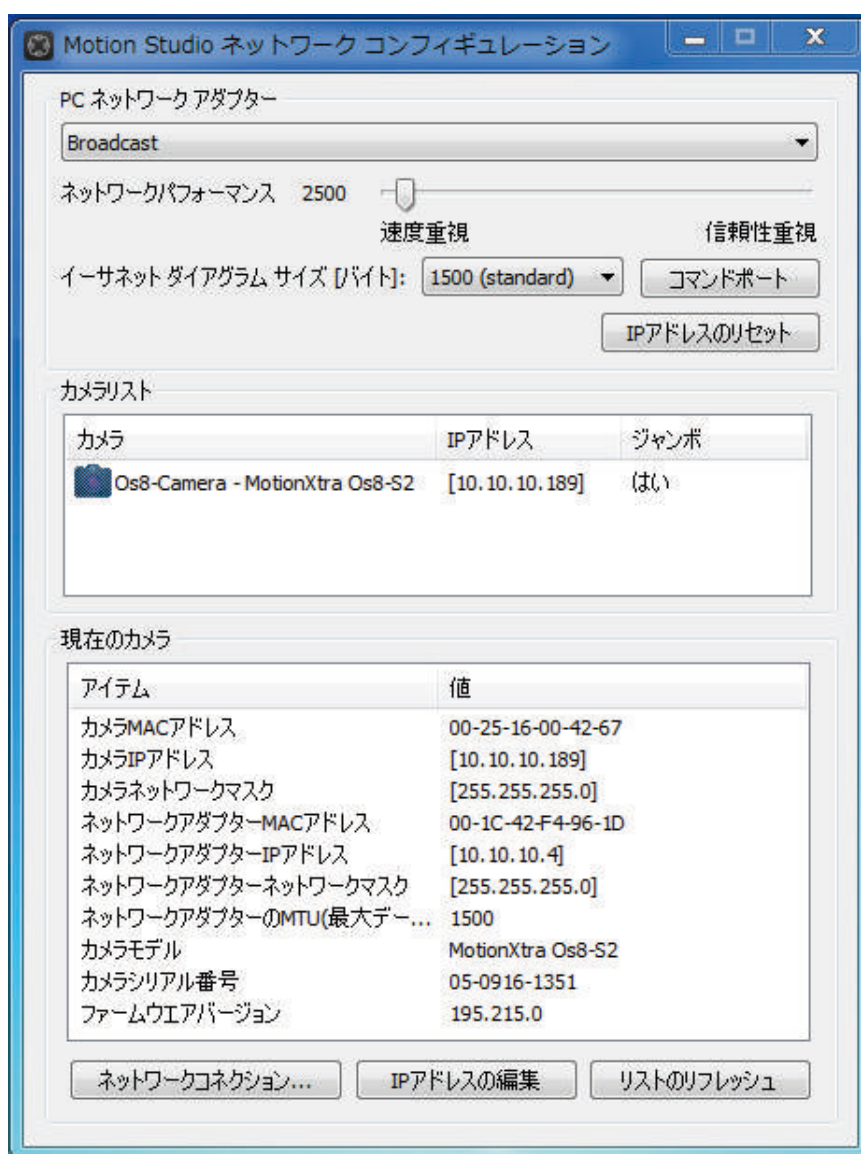 Motion Studio ネットワーク コンフィギュレーション
PC ネットワーク アダプター
Broadcast
ネットワークパフォーマンス 2500
速度重視 信頼性重視
イーサネット ダイアグラム サイズ [バイト]: 1500 (standard) コマンドポート
IPアドレスのリセット
カメラリスト
カメラ IPアドレス ジャンボ
Os8-Camera - MotionXtra Os8-S2 [10.10.10.189] はい
現在のカメラ
アイテム 値
カメラMACアドレス 00-25-16-00-42-67
カメラIPアドレス [10.10.10.189]
カメラネットワークマスク [255.255.255.0]
ネットワークアダプターMACアドレス 00-1C-42-F4-96-1D
ネットワークアダプターIPアドレス [10.10.10.4]
ネットワークアダプターネットワークマスク [255.255.255.0]
ネットワークアダプターのMTU(最大デー... 1500
カメラモデル MotionXtra Os8-S2
カメラシリアル番号 05-0916-1351
ファームウエアバージョン 195.215.0
ネットワークコネクション... IPアドレスの編集 リストのリフレッシュ